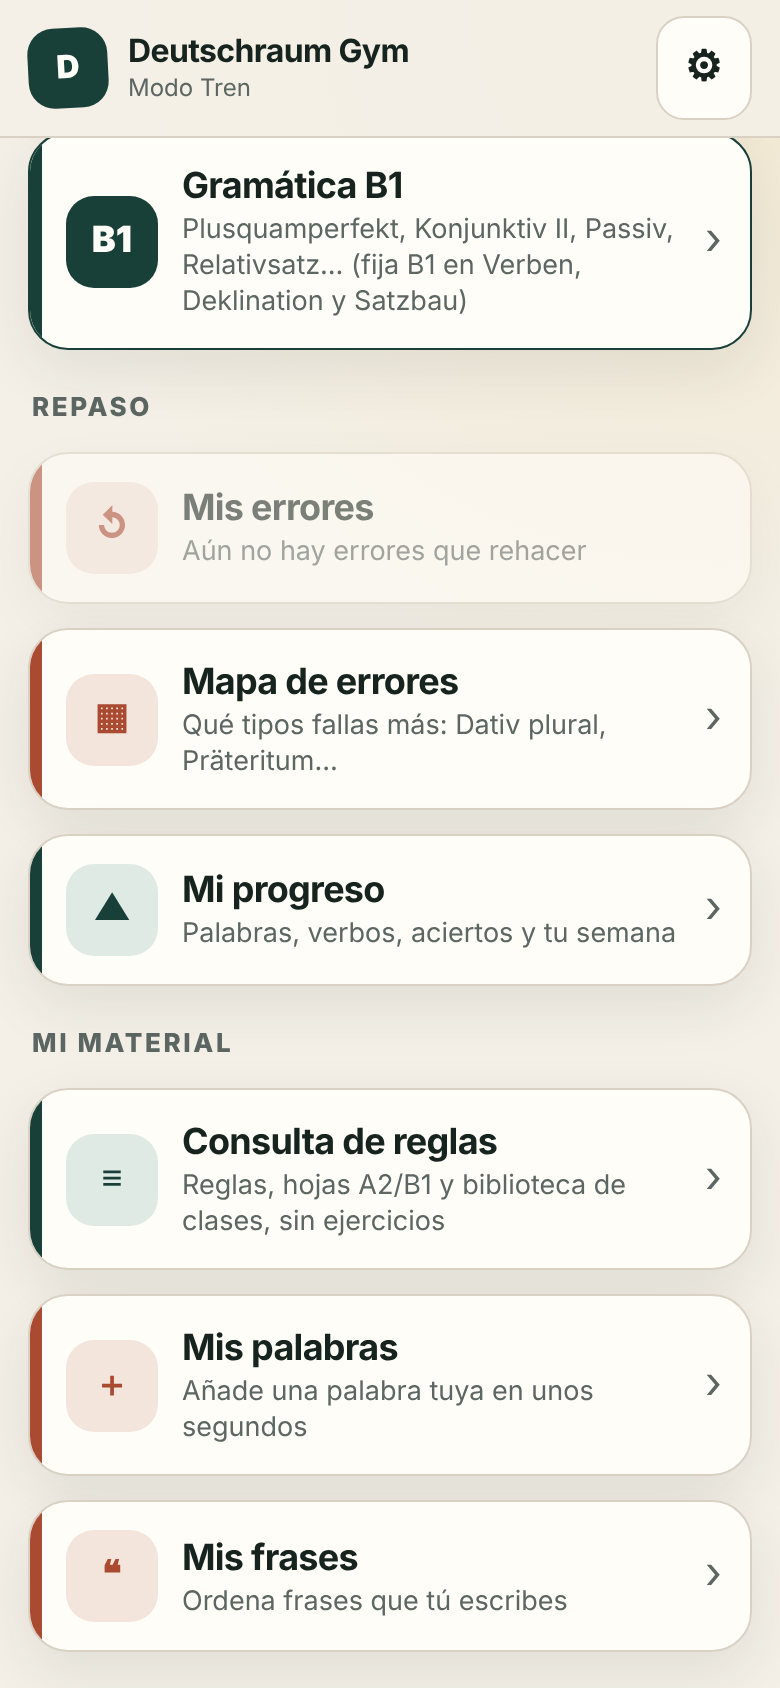 D
Deutschraum Gym
Modo Tren
⚙
Gramática B1
B1
Plusquamperfekt, Konjunktiv II, Passiv,
Relativsatz... (fija B1 en Verben,
Deklination y Satzbau)
›
REPASO
Mis errores
Aún no hay errores que rehacer
Mapa de errores
Qué tipos fallas más: Dativ plural,
Präteritum...
›
Mi progreso
Palabras, verbos, aciertos y tu semana
›
MI MATERIAL
Consulta de reglas
Reglas, hojas A2/B1 y biblioteca de
clases, sin ejercicios
›
Mis palabras
Añade una palabra tuya en unos
segundos
›
Mis frases
Ordena frases que tú escribes
›